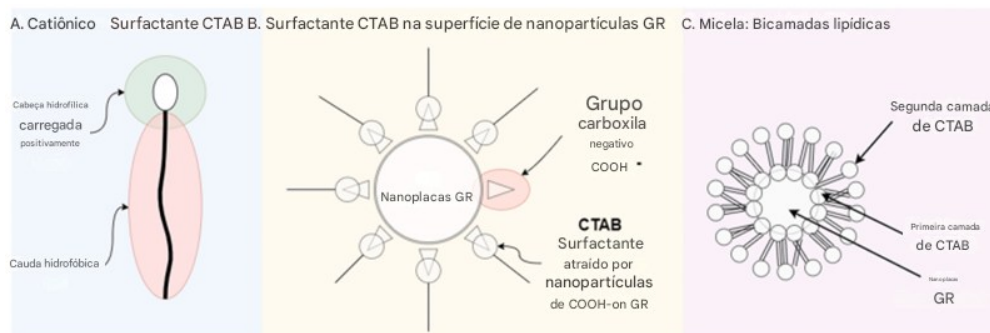 A. Catiônico Surfactante CTAB B. Surfactante CTAB na superfície de nanopartículas GR C. Micela: Bicamadas lipídicas
Cabeça hidrofílica
carregada
positivamente
Cauda hidrofóbica
Nanoplacas GR
Grupo
carboxila
negativo
COOH -
CTAB
Surfactante
atraído por
nanopartículas
de COOH-on GR
Segunda camada
de CTAB
Primeira camada
de CTAB
Nanoplacas
GR